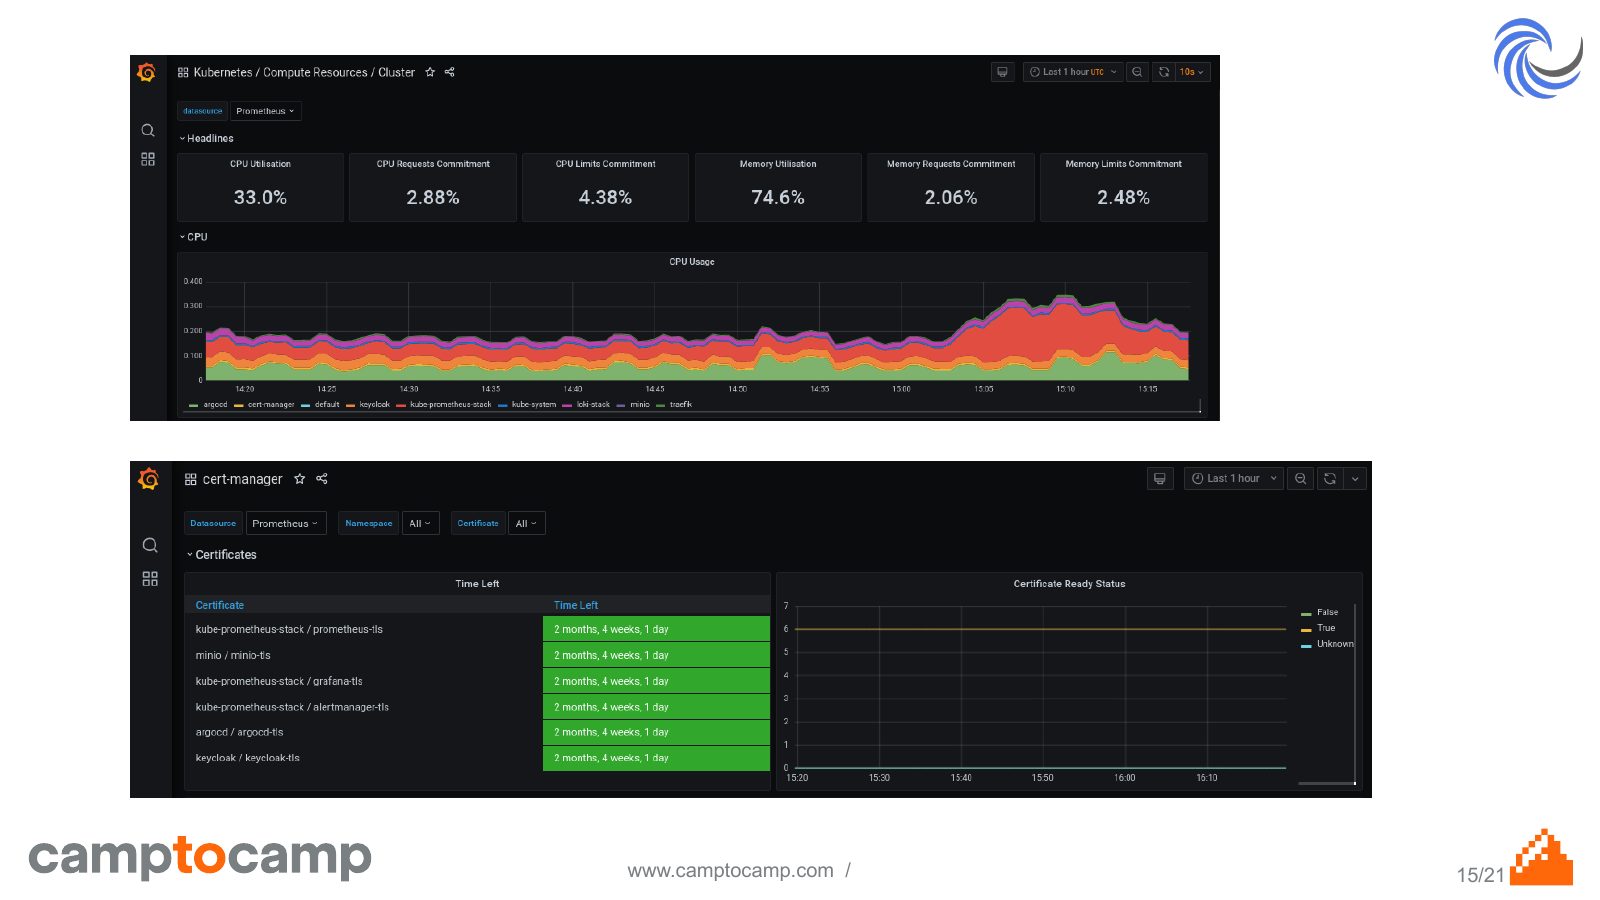 Kubernetes / Compute Resources / Cluster
Last 1 hour UTC
10s
datasource
Prometheus
Headlines
CPU Utilisation
33.0%
CPU Requests Commitment
2.88%
CPU Limits Commitment
4.38%
Memory Utilisation
74.6%
Memory Requests Commitment
2.06%
Memory Limits Commitment
2.48%
CPU
CPU Usage
0.400
0.300
0.200
0.100
0
14:20 14:25 14:30 14:35 14:40 14:45 14:50 14:55 15:00 15:05 15:10 15:15
argocd cert-manager default keycloak kube-prometheus-stack kube-system loki-stack minio traefik
cert-manager
Last 1 hour
Datasource Prometheus Namespace All Certificate All
Certificates
Time Left
Certificate Time Left
kube-prometheus-stack / prometheus-tls 2 months, 4 weeks, 1 day
minio / minio-tls 2 months, 4 weeks, 1 day
kube-prometheus-stack / grafana-tls 2 months, 4 weeks, 1 day
kube-prometheus-stack / alertmanager-tls 2 months, 4 weeks, 1 day
argocd / argocd-tls 2 months, 4 weeks, 1 day
keycloak / keycloak-tls 2 months, 4 weeks, 1 day
Certificate Ready Status
7
6
5
4
3
2
1
0
15:20 15:30 15:40 15:50 16:00 16:10
False
True
Unknown
camptocamp
www.camptocamp.com /
15/21